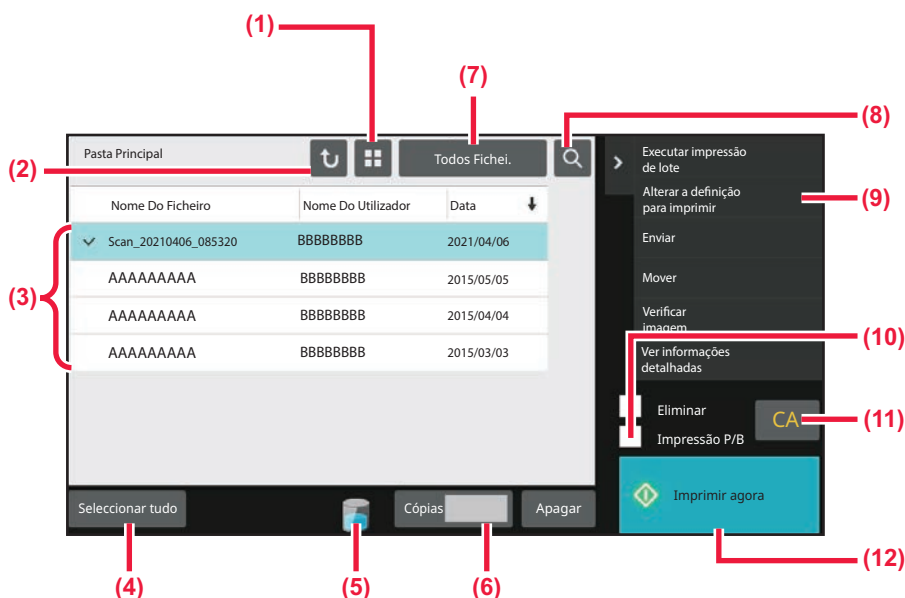 (1)
(7)
(8)
Pasta Principal
Todos Fichei.
Executar impressão
de lote
(2)
Alterar a definição
para imprimir
(9)
Nome Do Ficheiro Nome Do Utilizador Data
Scan_20210406_085320 BBBBBBBB 2021/04/06
Enviar
(3)
AAAAAAAAA BBBBBBBB 2015/05/05
Mover
AAAAAAAAA BBBBBBBB 2015/04/04
Verificar
imagem
(10)
AAAAAAAAA BBBBBBBB 2015/03/03
Ver informações
detalhadas
Eliminar
CA
(11)
Impressão P/B
Seleccionar tudo
Cópias
Apagar
Imprimir agora
(12)
(4)
(5)
(6)